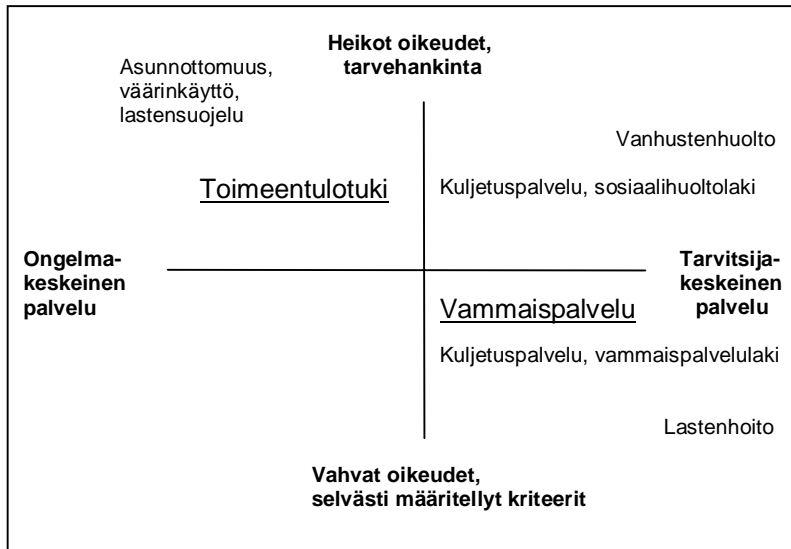 Heikot oikeudet,
tarvehankinta
Asunnottomuus,
väärinkäyttö,
lastensuojelu
Vanhustenhuolto
Toimeentulotuki
Kuljetuspalvelu, sosiaalihuoltolaki
Ongelma-
keskeinen
palvelu
Tarvitsija-
keskeinen
palvelu
Vammaispalvelu
Kuljetuspalvelu, vammaispalvelulaki
Lastenhoito
Vahvat oikeudet,
selvästi määritellyt kriteerit